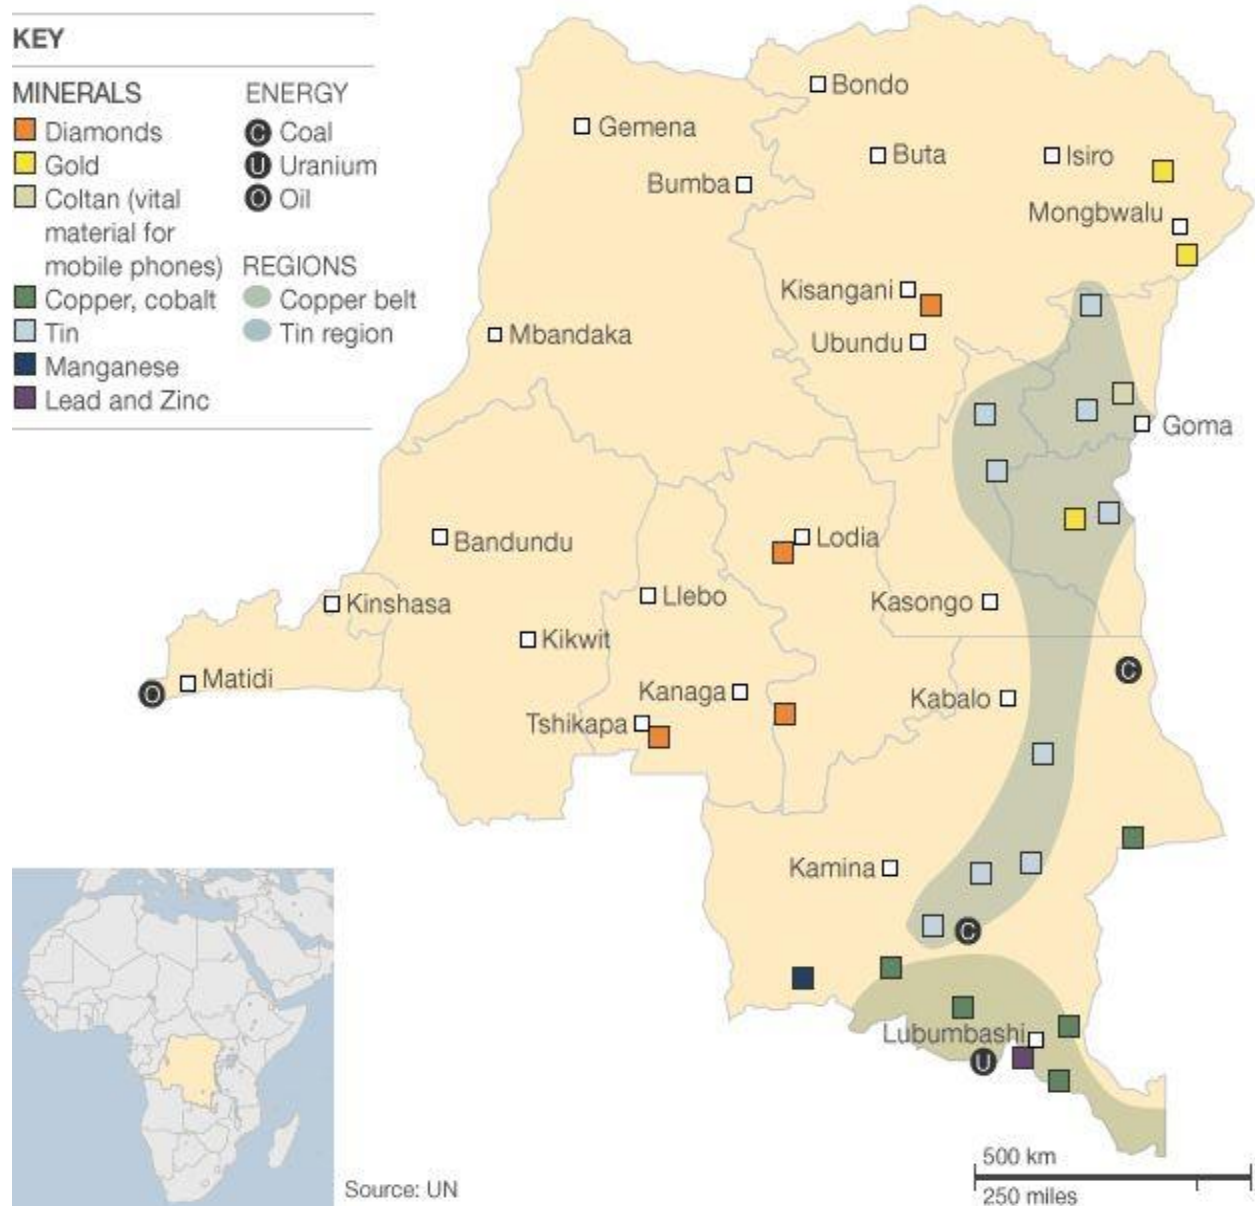 KEY
MINERALS
Diamonds
Gold
Coltan (vital
material for
mobile phones)
Copper, cobalt
Tin
Manganese
Lead and Zinc
ENERGY
C Coal
U Uranium
O Oil
REGIONS
Copper belt
Tin region
Bondo
Gemena
Buta
Isiro
Bumba
Mongbwalu
Kisangani
Mbandaka
Ubundu
Goma
Bandundu
Lodia
Kinshasa
Llebo
Kasongo
Kikwit
C
Matidi
O
Kanaga
Kabalo
Tshikapa
Kamina
C
Lubumbashi
U
500 km
250 miles
Source: UN